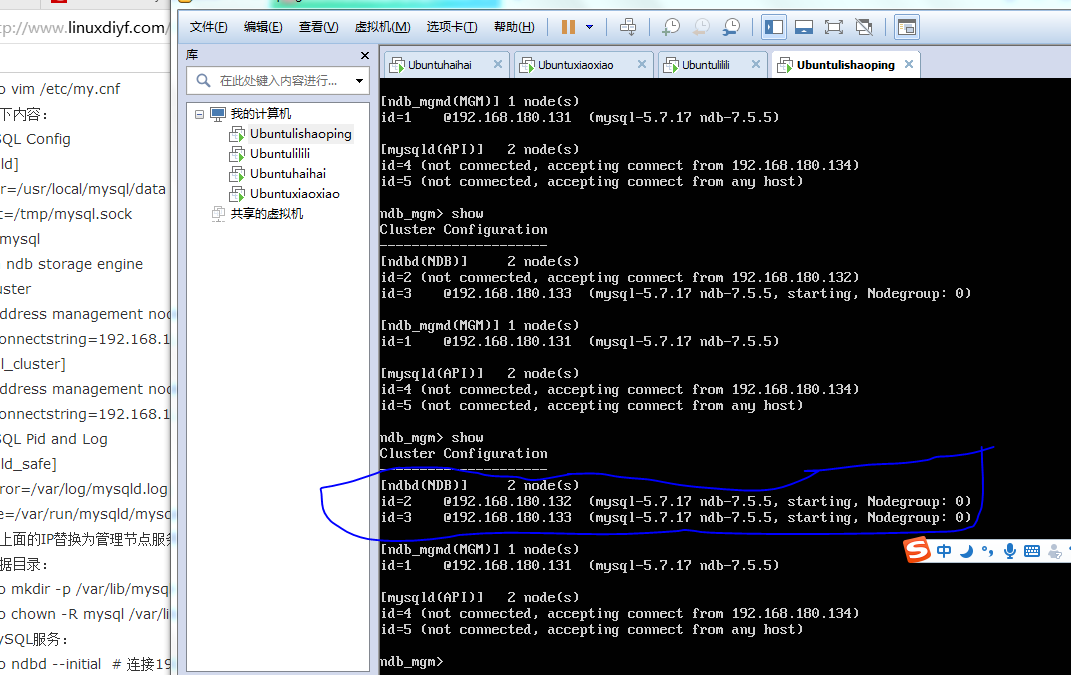 tp://www.linuxdiyf.com/
o vim /etc/my.cnf
下内容：
SQL Config
ld]
r=/usr/local/mysql/data
t=/tmp/mysql.sock
mysql
ndb storage engine
uster
ddress management nod
onnectstring=192.168.1
l_cluster]
ddress management nod
onnectstring=192.168.1
SQL Pid and Log
ld_safe]
ror=/var/log/mysqld.log
e=/var/run/mysqld/mysq
上面的IP替换为管理节点服务
据目录：
o mkdir -p /var/lib/mysq
o chown -R mysql /var/li
ySQL服务：
o ndbd --initial # 连接19
文件(F) 编辑(E) 查看(V) 虚拟机(M) 选项卡(T) 帮助(H)
库
在此处键入内容进行...
我的计算机
Ubuntulishaoping
Ubuntulilili
Ubuntuhaihai
Ubuntuxiaoxiao
共享的虚拟机
Ubuntuhaihai Ubuntuxiaoxiao Ubuntulilili Ubuntulishaoping
[ndb_mgmd(MGM)] 1 node(s)
id=1 @192.168.180.131 (mysql-5.7.17 ndb-7.5.5)
[mysqld(API)] 2 node(s)
id=4 (not connected, accepting connect from 192.168.180.134)
id=5 (not connected, accepting connect from any host)
ndb_mgm> show
Cluster Configuration
---------------------
[ndbd(NDB)] 2 node(s)
id=2 (not connected, accepting connect from 192.168.180.132)
id=3 @192.168.180.133 (mysql-5.7.17 ndb-7.5.5, starting, Nodegroup: 0)
[ndb_mgmd(MGM)] 1 node(s)
id=1 @192.168.180.131 (mysql-5.7.17 ndb-7.5.5)
[mysqld(API)] 2 node(s)
id=4 (not connected, accepting connect from 192.168.180.134)
id=5 (not connected, accepting connect from any host)
ndb_mgm> show
Cluster Configuration
---------------------
[ndbd(NDB)] 2 node(s)
id=2 @192.168.180.132 (mysql-5.7.17 ndb-7.5.5, starting, Nodegroup: 0)
id=3 @192.168.180.133 (mysql-5.7.17 ndb-7.5.5, starting, Nodegroup: 0)
[ndb_mgmd(MGM)] 1 node(s)
id=1 @192.168.180.131 (mysql-5.7.17 ndb-7.5.5)
[mysqld(API)] 2 node(s)
id=4 (not connected, accepting connect from 192.168.180.134)
id=5 (not connected, accepting connect from any host)
ndb_mgm>
S 中